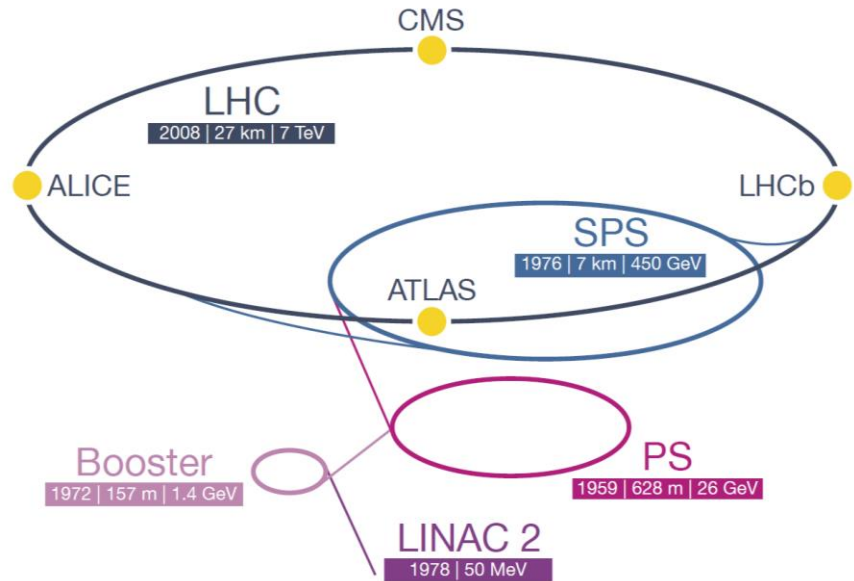 CMS
LHC
2008 | 27 km | 7 TeV
ALICE
LHCb
SPS
1976 | 7 km | 450 GeV
ATLAS
Booster
1972 | 157 m | 1.4 GeV
PS
1959 | 628 m | 26 GeV
LINAC 2
1978 | 50 MeV